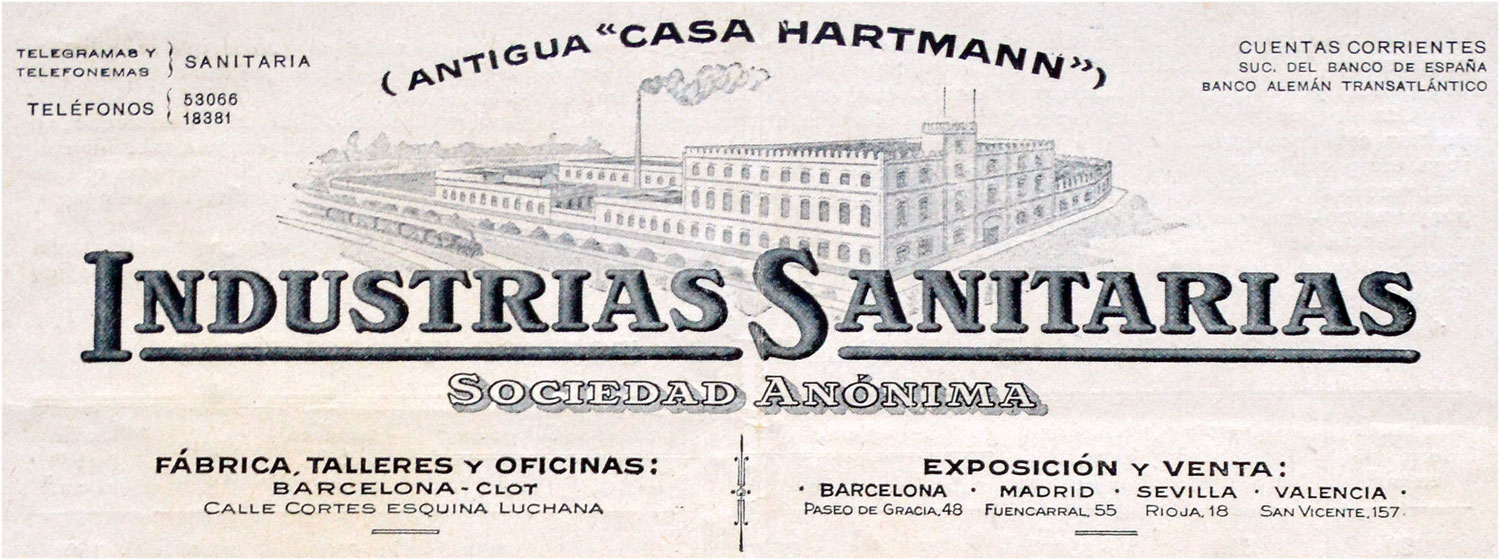 TELEGRAMAS Y
TELEFONEMAS } SANITARIA
TELÉFONOS { 53066
18381
(ANTIGUA “CASA HARTMANN”)
CUENTAS CORRIENTES
SUC. DEL BANCO DE ESPAÑA
BANCO ALEMÁN TRANSATLÁNTICO
INDUSTRIAS SANITARIAS
SOCIEDAD ANÓNIMA
FÁBRICA, TALLERES Y OFICINAS:
BARCELONA-CLOT
CALLE CORTES ESQUINA LUCHANA
EXPOSICIÓN Y VENTA:
· BARCELONA · MADRID · SEVILLA · VALENCIA ·
PASEO DE GRACIA, 48 FUENCARRAL, 55 RIOJA, 18 SAN VICENTE, 157.